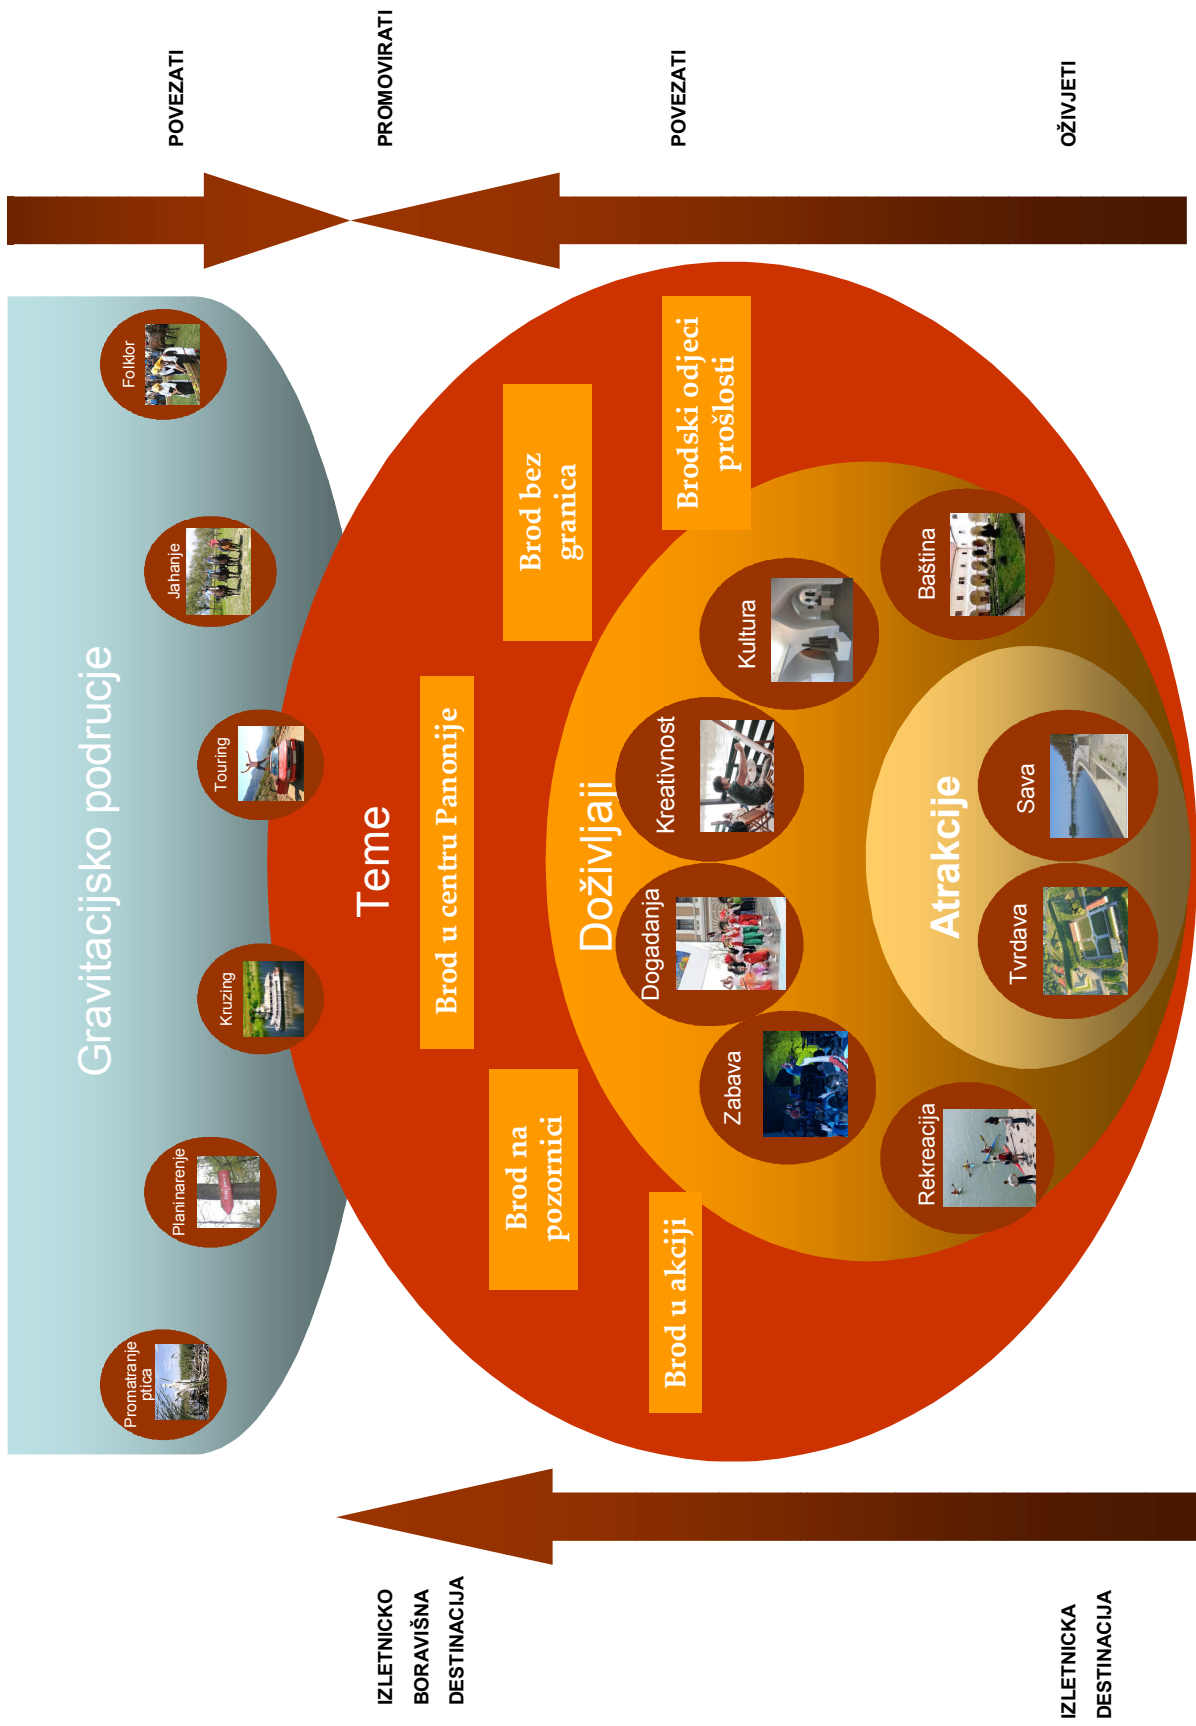 POVEZATI
PROMOVIRATI
POVEZATI
OŽIVJETI
Gravitacijsko podrucje
Promatranje
ptica
Planinarenje
Kruzing
Touring
Jahanje
Folklor
Teme
Brod u centru Panonije
Brod na
pozornici
Brod bez
granica
Brod u akciji
Brodski odjeci
prošlosti
Doživljaji
Rekreacija
Zabava
Dogadanja
Kreativnost
Kultura
Baština
Atrakcije
Tvrdava
Sava
IZLETNICKO
BORAVIŠNA
DESTINACIJA
IZLETNICKA
DESTINACIJA